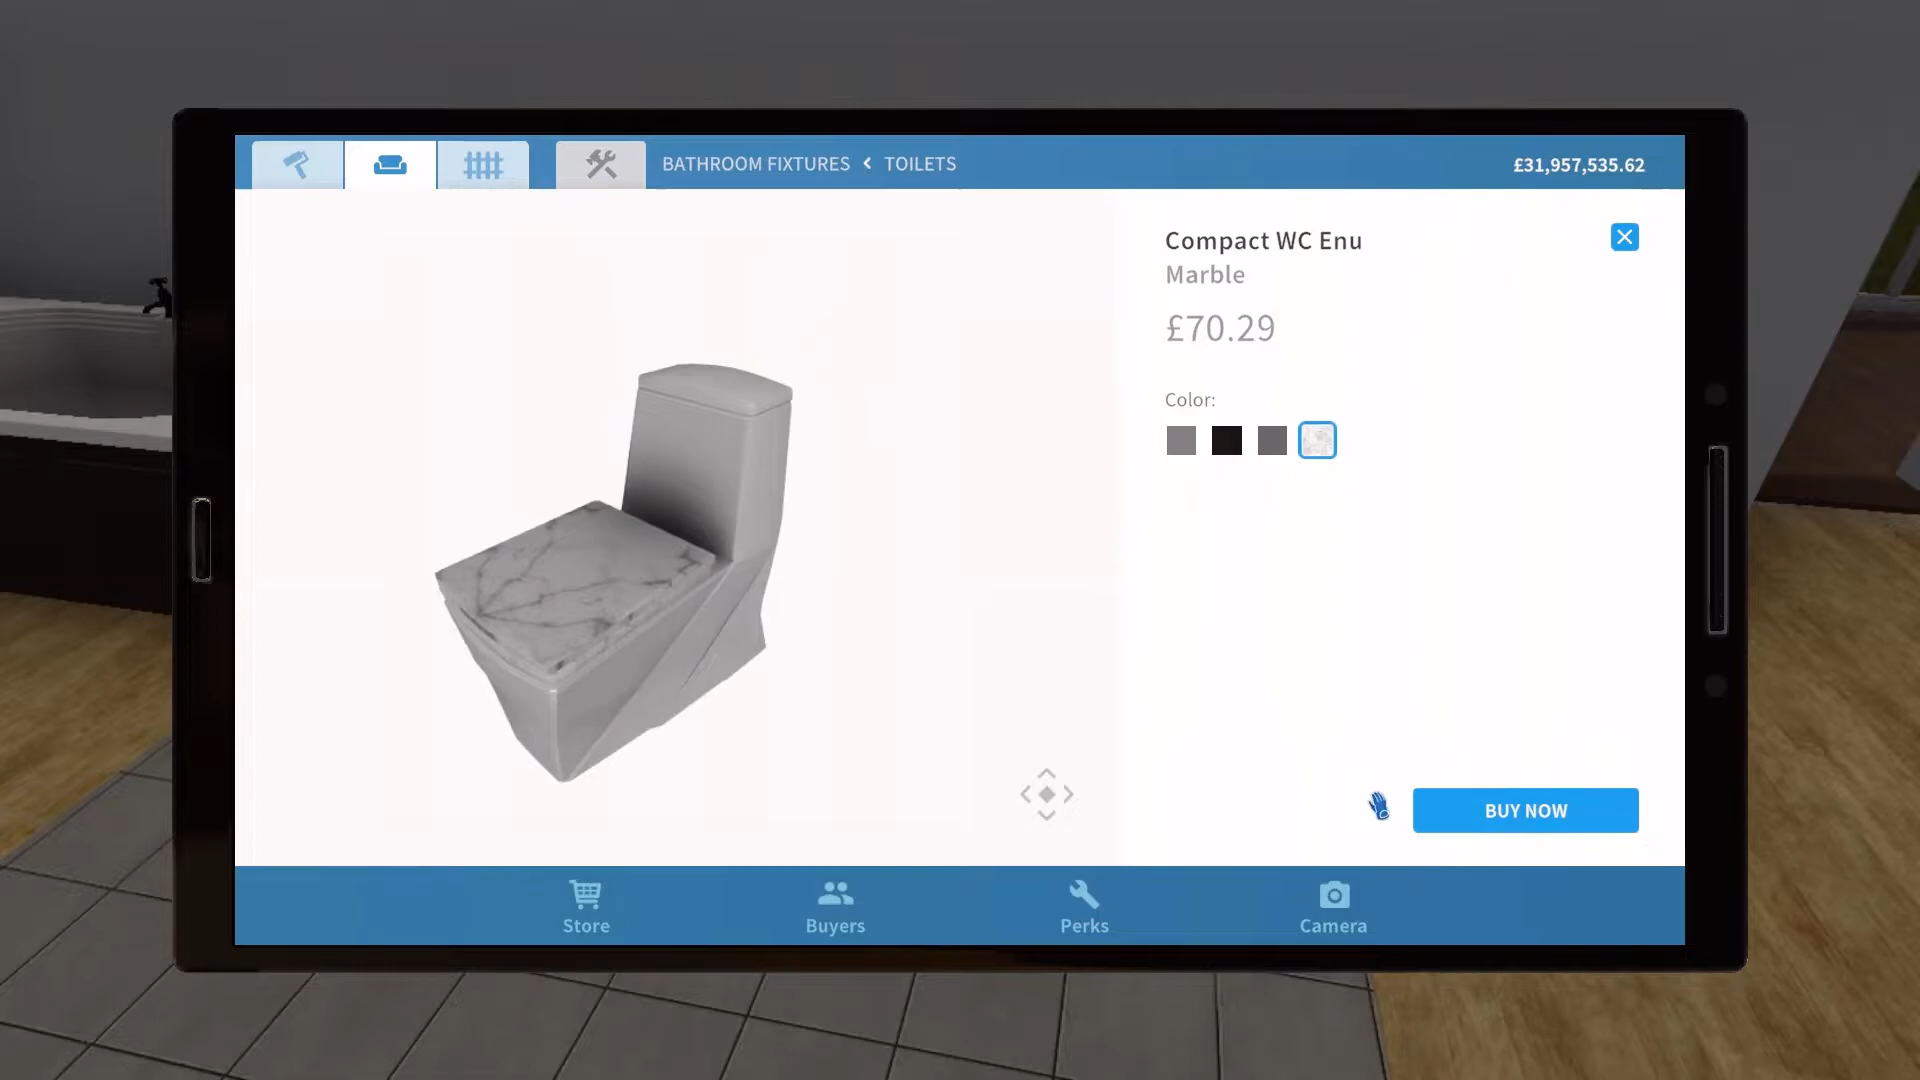 BATHROOM FIXTURES < TOILETS
£31,957,535.62
Compact WC Enu
Marble
£70.29
Color:
BUY NOW
Store
Buyers
Perks
Camera